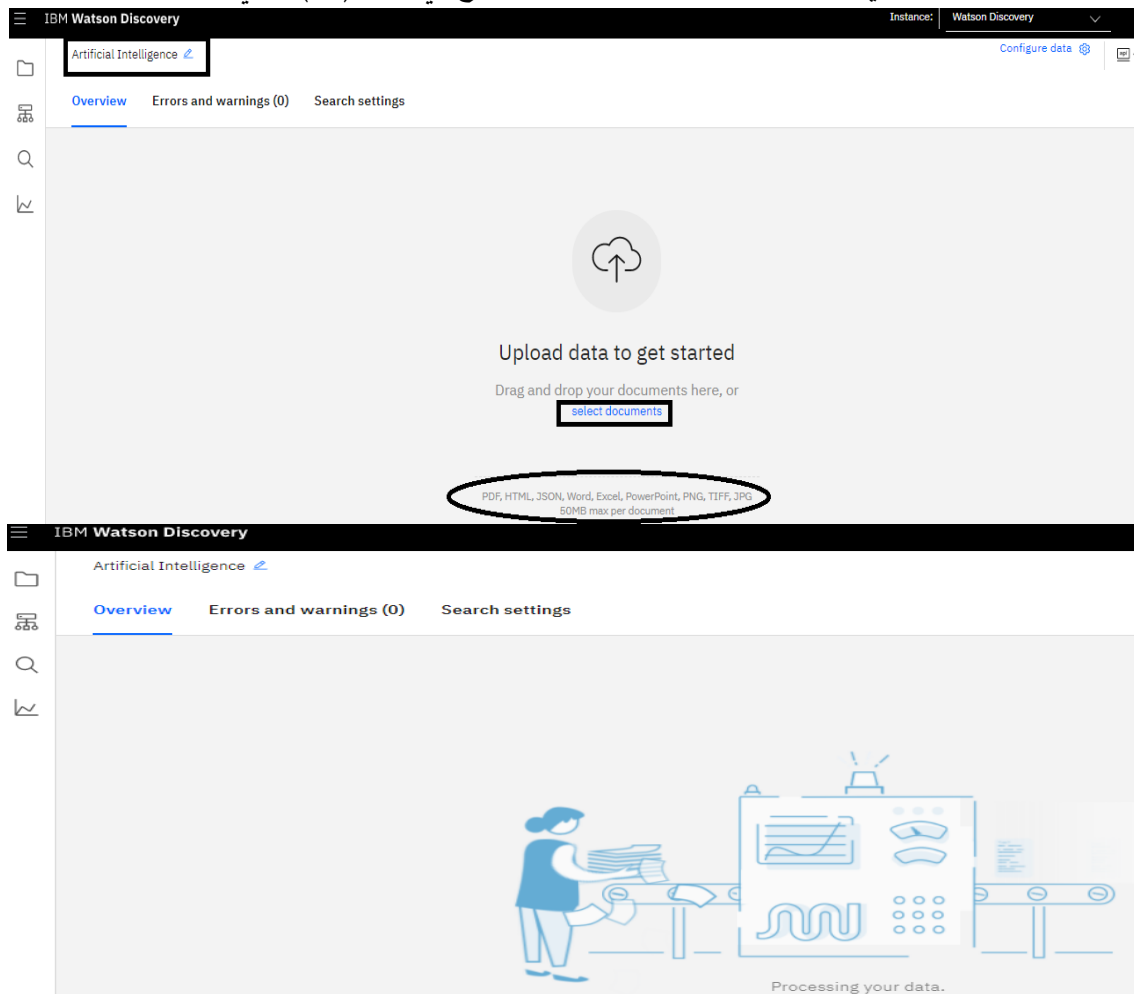 IBM Watson Discovery
Instance: Watson Discovery
Artificial Intelligence
Configure data
api
Overview Errors and warnings (0) Search settings
Upload data to get started
Drag and drop your documents here, or
select documents
PDF, HTML, JSON, Word, Excel, PowerPoint, PNG, TIFF, JPG
50MB max per document
IBM Watson Discovery
Artificial Intelligence
Overview Errors and warnings (0) Search settings
Processing your data.